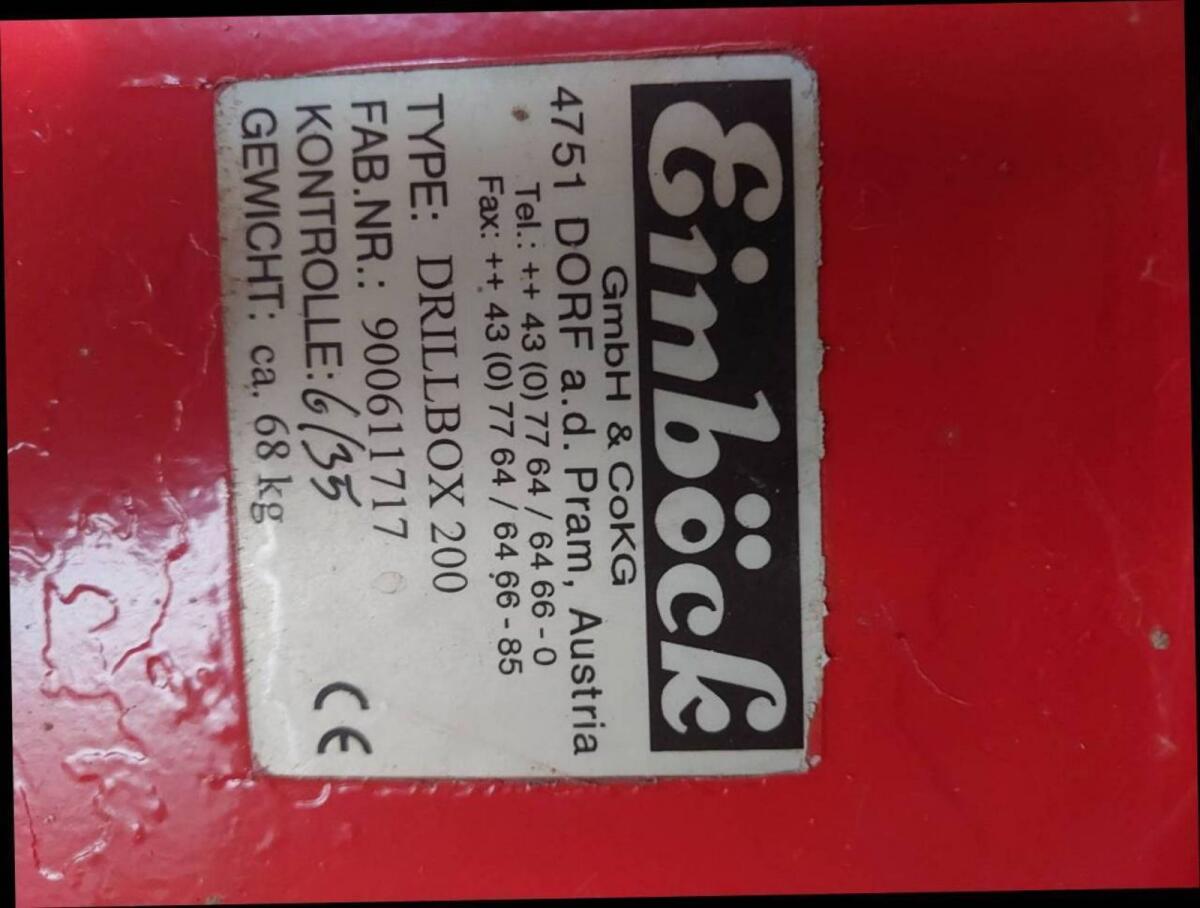 Einböck
GmbH & CoKG
4751 DORF a.d. Pram, Austria
Tel.: ++ 43 (0) 77 64 / 64 66 - 0
Fax: ++ 43 (0) 77 64 / 64 66 - 85
TYPE: DRILLBOX 200
FAB.NR.: 900611717
KONTROLLE: 6/35
GEWICHT: ca. 68 kg
CE